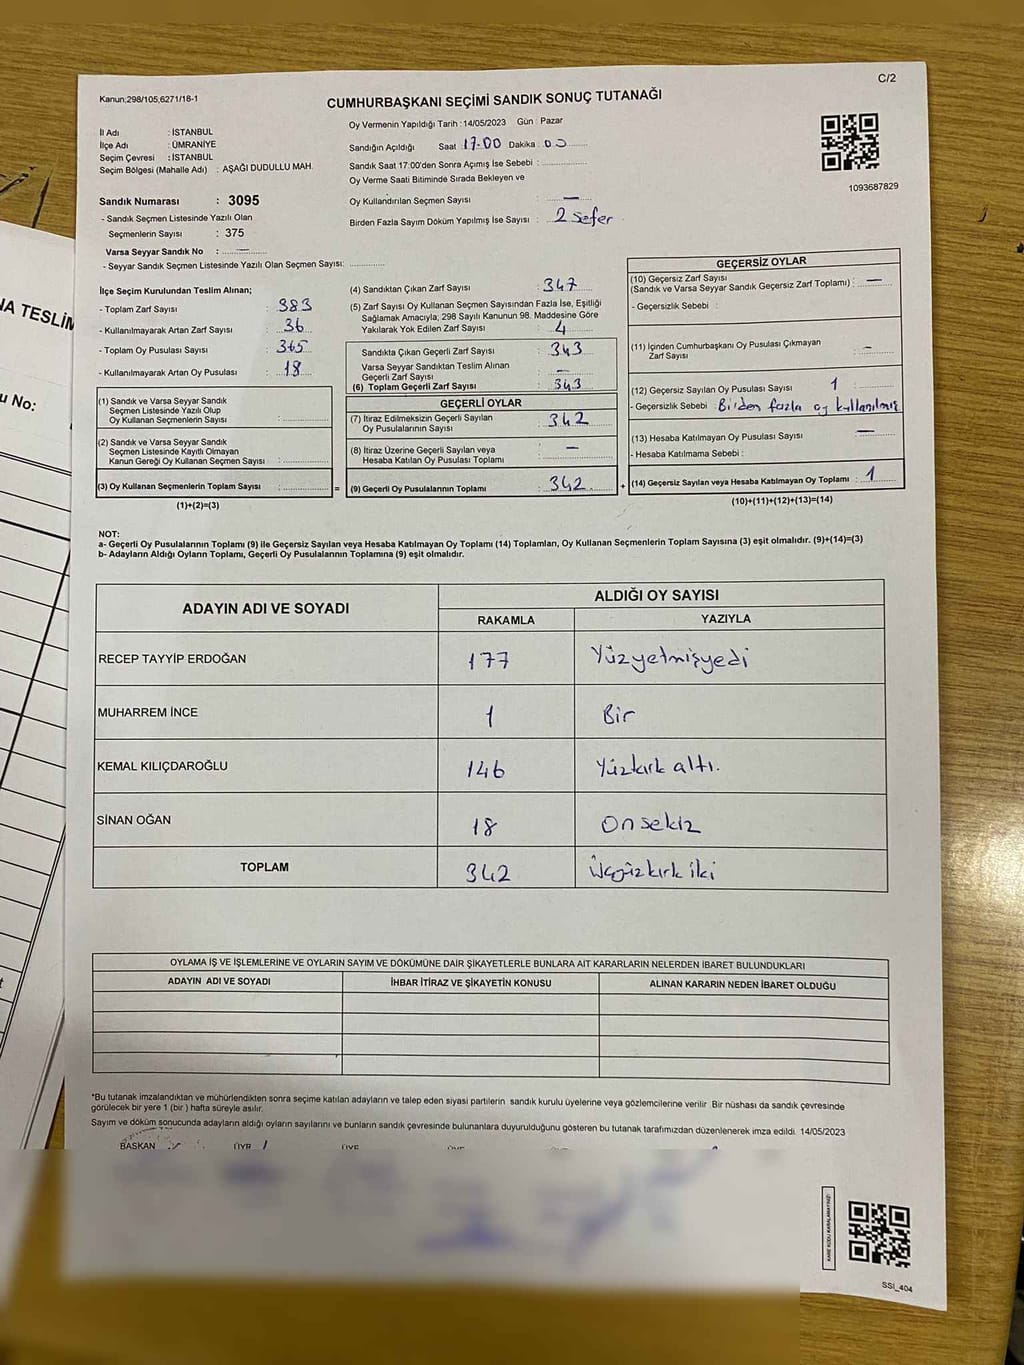 C/2
Kanun;298/105,6271/18-1
CUMHURBAŞKANI SEÇİMİ SANDIK SONUÇ TUTANAĞI
İl Adı : İSTANBUL
İlçe Adı : ÜMRANİYE
Seçim Çevresi : İSTANBUL
Seçim Bölgesi (Mahalle Adı) : AŞAĞI DUDULLU MAH.
Sandık Numarası : 3095
- Sandık Seçmen Listesinde Yazılı Olan
Seçmenlerin Sayısı : 375
Varsa Seyyar Sandık No : —
- Seyyar Sandık Seçmen Listesinde Yazılı Olan Seçmen Sayısı: ............
Oy Vermenin Yapıldığı Tarih : 14/05/2023 Gün : Pazar
Sandığın Açıldığı Saat 17:00 Dakika 00
Sandık Saat 17:00'den Sonra Açımış İse Sebebi : ............
Oy Verme Saati Bitiminde Sırada Bekleyen ve
Oy Kullandırılan Seçmen Sayısı —
Birden Fazla Sayım Döküm Yapılmış İse Sayısı : 2 Sefer
1093687829
İlçe Seçim Kurulundan Teslim Alınan;
- Toplam Zarf Sayısı : 383
- Kullanılmayarak Artan Zarf Sayısı : 36
- Toplam Oy Pusulası Sayısı : 365
- Kullanılmayarak Artan Oy Pusulası : 18
(1) Sandık ve Varsa Seyyar Sandık
Seçmen Listesinde Yazılı Olup
Oy Kullanan Seçmenlerin Sayısı : ............
(2) Sandık ve Varsa Seyyar Sandık
Seçmen Listesinde Kayıtlı Olmayan
Kanun Gereği Oy Kullanan Seçmen Sayısı : ............
(3) Oy Kullanan Seçmenlerin Toplam Sayısı : ............
(1)+(2)=(3)
(4) Sandıktan Çıkan Zarf Sayısı : 347
(5) Zarf Sayısı Oy Kullanan Seçmen Sayısından Fazla İse, Eşitliği
Sağlamak Amacıyla; 298 Sayılı Kanunun 98. Maddesine Göre
Yakılarak Yok Edilen Zarf Sayısı : 4
Sandıkta Çıkan Geçerli Zarf Sayısı : 343
Varsa Seyyar Sandıktan Teslim Alınan
Geçerli Zarf Sayısı : —
(6) Toplam Geçerli Zarf Sayısı : 343
GEÇERLİ OYLAR
(7) İtiraz Edilmeksizin Geçerli Sayılan
Oy Pusulalarının Sayısı : 342
(8) İtiraz Üzerine Geçerli Sayılan veya
Hesaba Katılan Oy Pusulası Toplamı : —
= (9) Geçerli Oy Pusulalarının Toplamı : 342 +
GEÇERSİZ OYLAR
(10) Geçersiz Zarf Sayısı
(Sandık ve Varsa Seyyar Sandık Geçersiz Zarf Toplamı) : —
- Geçersizlik Sebebi :
(11) İçinden Cumhurbaşkanı Oy Pusulası Çıkmayan
Zarf Sayısı : —
(12) Geçersiz Sayılan Oy Pusulası Sayısı : 1
- Geçersizlik Sebebi : Birden fazla oy kullanılmış
(13) Hesaba Katılmayan Oy Pusulası Sayısı : —
- Hesaba Katılmama Sebebi :
(14) Geçersiz Sayılan veya Hesaba Katılmayan Oy Toplamı : 1
(10)+(11)+(12)+(13)=(14)
NOT:
a- Geçerli Oy Pusulalarının Toplamı (9) ile Geçersiz Sayılan veya Hesaba Katılmayan Oy Toplamı (14) Toplamları, Oy Kullanan Seçmenlerin Toplam Sayısına (3) eşit olmalıdır. (9)+(14)=(3)
b- Adayların Aldığı Oyların Toplamı, Geçerli Oy Pusulalarının Toplamına (9) eşit olmalıdır.
ADAYIN ADI VE SOYADI ALDIĞI OY SAYISI
RAKAMLA YAZIYLA
RECEP TAYYİP ERDOĞAN 177 Yüzyetmişyedi
MUHARREM İNCE 1 Bir
KEMAL KILIÇDAROĞLU 146 Yüzkırk altı.
SİNAN OĞAN 18 On sekiz
TOPLAM 342 Üçyüzkırk iki
OYLAMA İŞ VE İŞLEMLERİNE VE OYLARIN SAYIM VE DÖKÜMÜNE DAİR ŞİKAYETLERLE BUNLARA AİT KARARLARIN NELERDEN İBARET BULUNDUKLARI
ADAYIN ADI VE SOYADI İHBAR İTİRAZ VE ŞİKAYETİN KONUSU ALINAN KARARIN NEDEN İBARET OLDUĞU
*Bu tutanak imzalandıktan ve mühürlendikten sonra seçime katılan adayların ve talep eden siyasi partilerin sandık kurulu üyelerine veya gözlemcilerine verilir. Bir nüshası da sandık çevresinde
görülecek bir yere 1 (bir) hafta süreyle asılır.
Sayım ve döküm sonucunda adayların aldığı oyların sayılarını ve bunların sandık çevresinde bulunanlara duyurulduğunu gösteren bu tutanak tarafımızdan düzenlenerek imza edildi. 14/05/2023
BAŞKAN ÜYE ÜYE
KARE KODU KARALAMAYINIZ!
SSI_404
A TESLİM
u No: